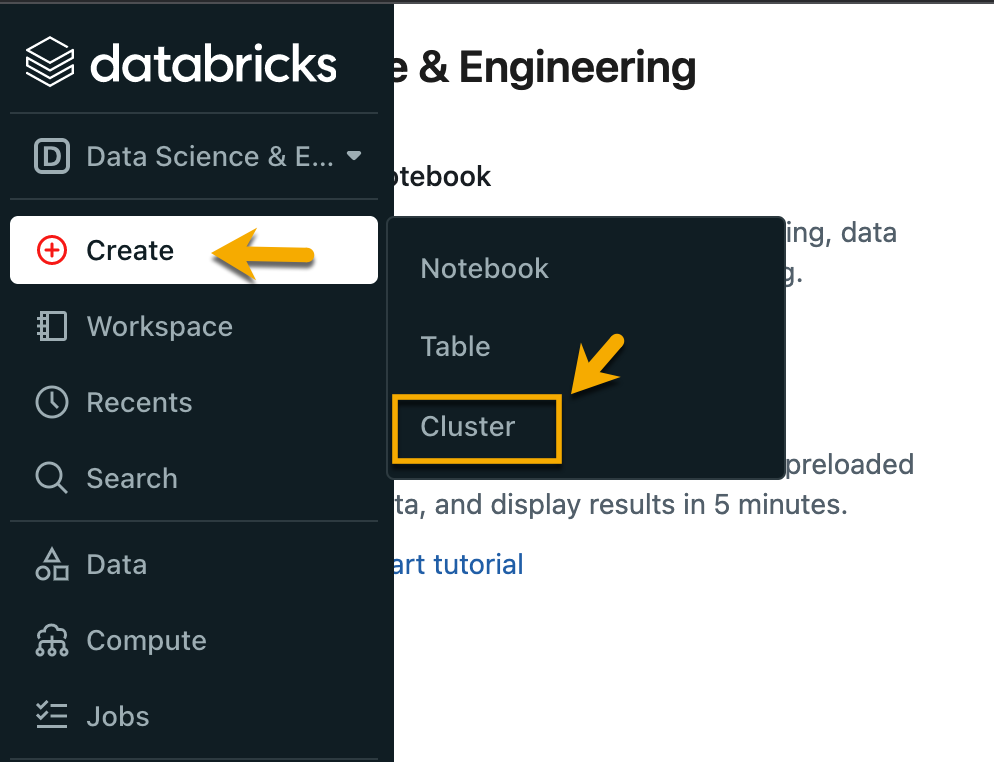 databricks
e & Engineering
D Data Science & E...
otebook
Create
ing, data
Notebook
g.
Workspace
Table
Recents
Cluster
preloaded
Search
ta, and display results in 5 minutes.
Data
art tutorial
Compute
Jobs